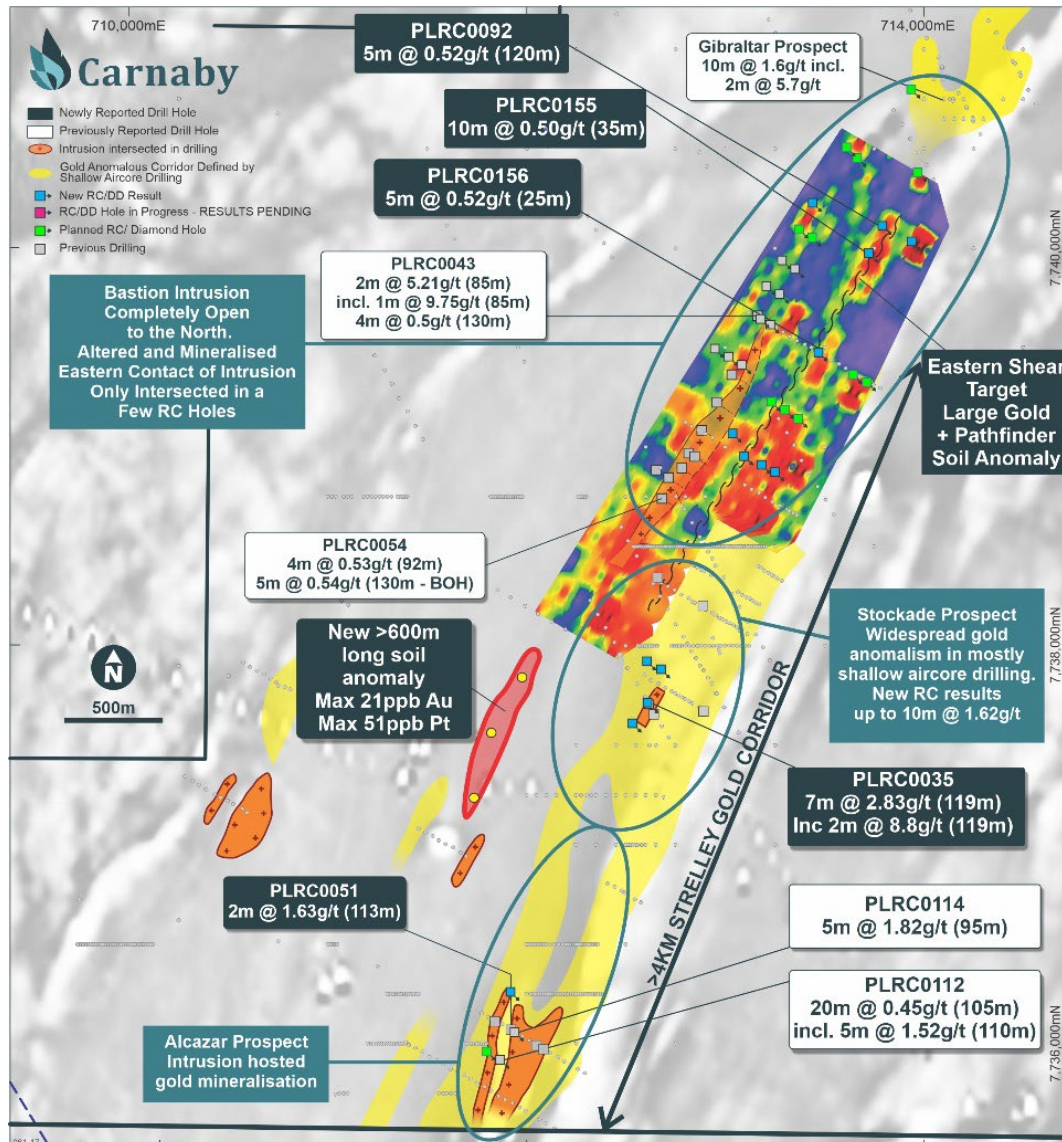 710,000mE
714,000mE
Carnaby
Newly Reported Drill Hole
Previously Reported Drill Hole
Intrusion intersected in drilling
Gold Anomalous Corridor Defined by
Shallow Aircore Drilling
New RC/DD Result
RC/DD Hole in Progress - RESULTS PENDING
Planned RC/ Diamond Hole
Previous Drilling
PLRC0092
5m @ 0.52g/t (120m)
Gibraltar Prospect
10m @ 1.6g/t incl.
2m @ 5.7g/t
PLRC0155
10m @ 0.50g/t (35m)
PLRC0156
5m @ 0.52g/t (25m)
7,740,000mN
PLRC0043
2m @ 5.21g/t (85m)
incl. 1m @ 9.75g/t (85m)
4m @ 0.5g/t (130m)
Bastion Intrusion
Completely Open
to the North.
Altered and Mineralised
Eastern Contact of Intrusion
Only Intersected in a
Few RC Holes
Eastern Shear
Target
Large Gold
+ Pathfinder
Soil Anomaly
PLRC0054
4m @ 0.53g/t (92m)
5m @ 0.54g/t (130m - BOH)
New >600m
long soil
anomaly
Max 21ppb Au
Max 51ppb Pt
Stockade Prospect
Widespread gold
anomalism in mostly
shallow aircore drilling.
New RC results
up to 10m @ 1.62g/t
7,738,000mN
N
500m
PLRC0035
7m @ 2.83g/t (119m)
Inc 2m @ 8.8g/t (119m)
>4KM STRELLEY GOLD CORRIDOR
PLRC0051
2m @ 1.63g/t (113m)
PLRC0114
5m @ 1.82g/t (95m)
PLRC0112
20m @ 0.45g/t (105m)
incl. 5m @ 1.52g/t (110m)
Alcazar Prospect
Intrusion hosted
gold mineralisation
7,736,000mN